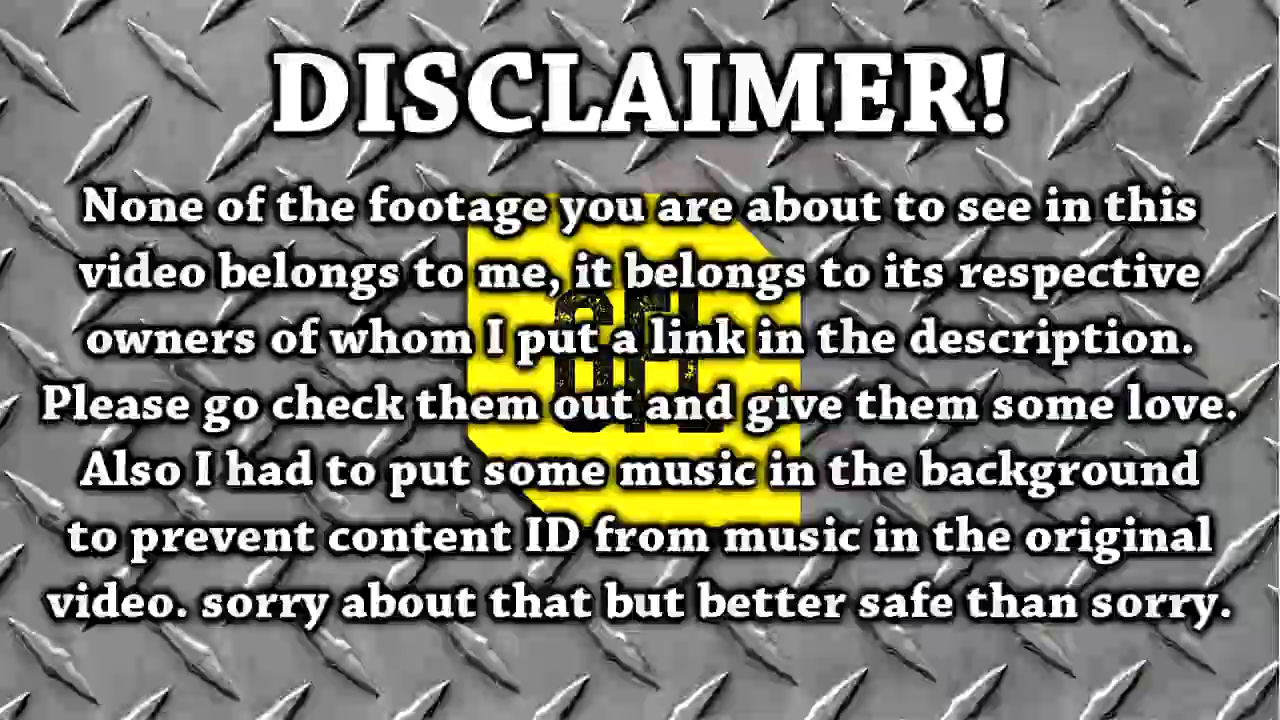 DISCLAIMER!
None of the footage you are about to see in this
video belongs to me, it belongs to its respective
owners of whom I put a link in the description.
Please go check them out and give them some love.
Also I had to put some music in the background
to prevent content ID from music in the original
video. sorry about that but better safe than sorry.